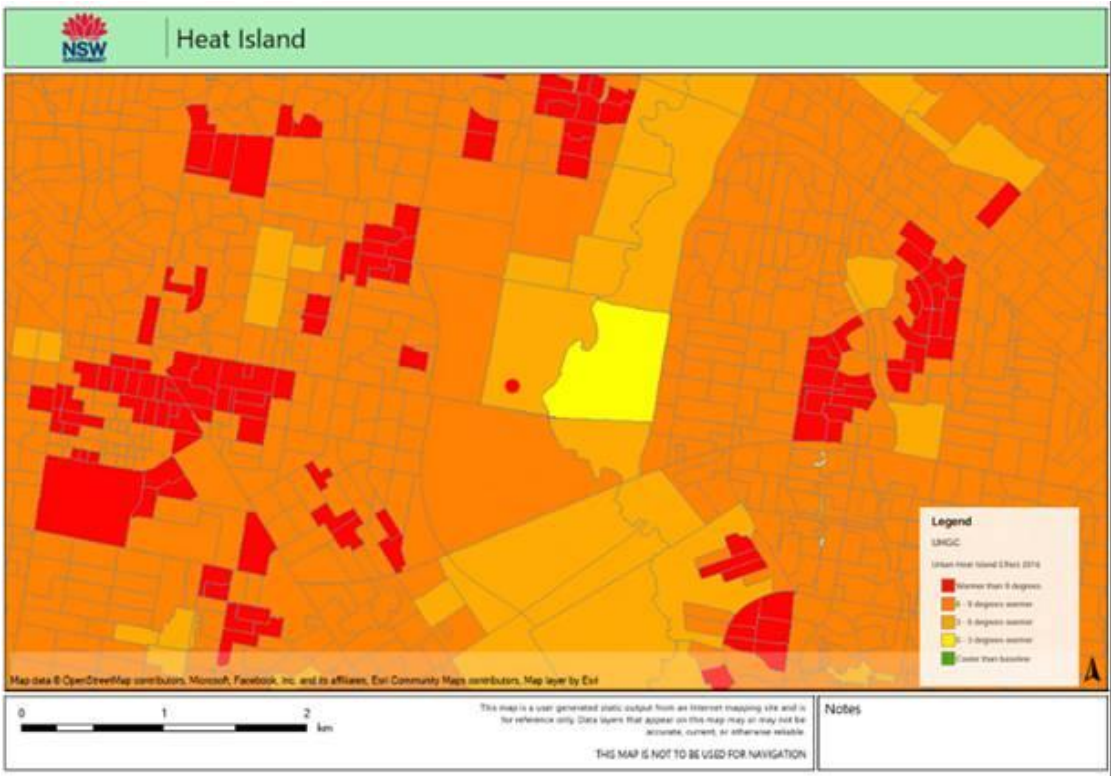 NSW
GOVERNMENT
Heat Island
Legend
UHGC
Urban Heat Island Effect 2016
Warmer than 9 degrees
6 - 9 degrees warmer
3 - 6 degrees warmer
0 - 3 degrees warmer
Cooler than baseline
Map data © OpenStreetMap contributors, Microsoft, Facebook, Inc. and its affiliates, Esri Community Maps contributors, Map layer by Esri
0 1 2
km
This map is a user generated static output from an Internet mapping site and is
for reference only. Data layers that appear on this map may or may not be
accurate, current, or otherwise reliable.
THIS MAP IS NOT TO BE USED FOR NAVIGATION
Notes